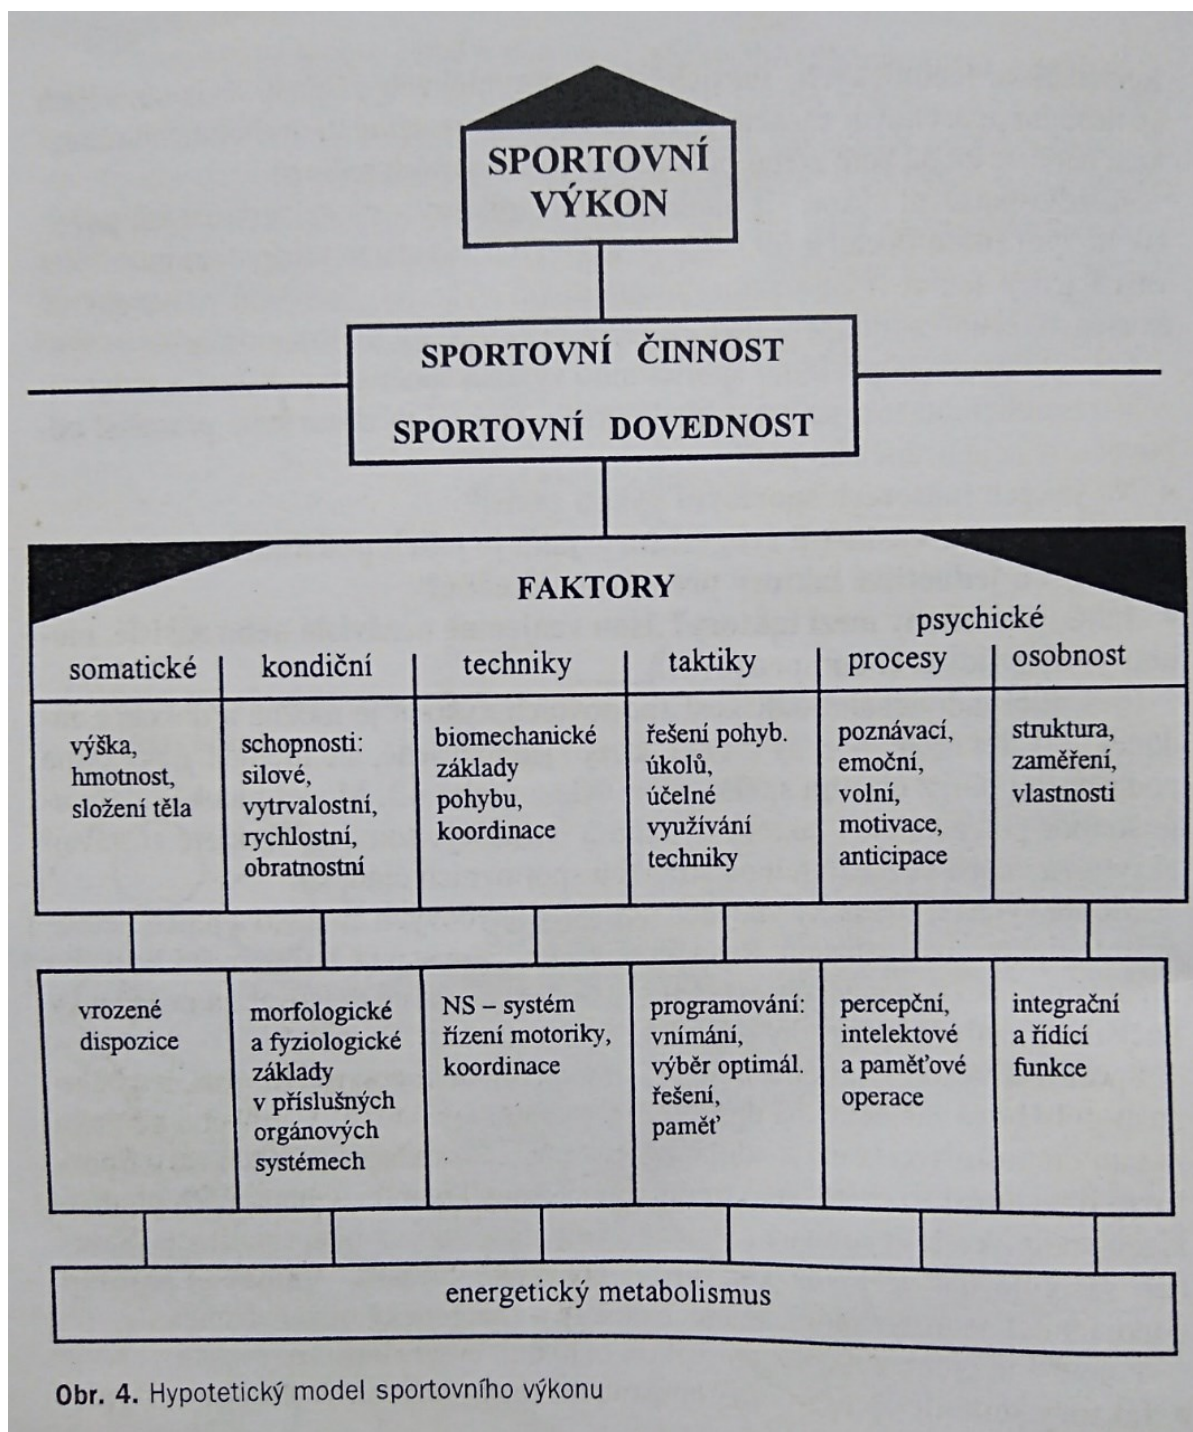 SPORTOVNÍ
VÝKON
SPORTOVNÍ ČINNOST
SPORTOVNÍ DOVEDNOST
FAKTORY
psychické
somatické
kondiční
techniky
taktiky
procesy
osobnost
výška,
hmotnost,
složení těla
schopnosti:
silové,
vytrvalostní,
rychlostní,
obratnostní
biomechanické
základy
pohybu,
koordinace
řešení pohyb.
úkolů,
účelné
využívání
techniky
poznávací,
emoční,
volní,
motivace,
anticipace
struktura,
zaměření,
vlastnosti
vrozené
dispozice
morfologické
a fyziologické
základy
v příslušných
orgánových
systémech
NS – systém
řízení motoriky,
koordinace
programování:
vnímání,
výběr optimál.
řešení,
paměť
percepční,
intelektové
a paměťové
operace
integrační
a řídící
funkce
energetický metabolismus
Obr. 4. Hypotetický model sportovního výkonu